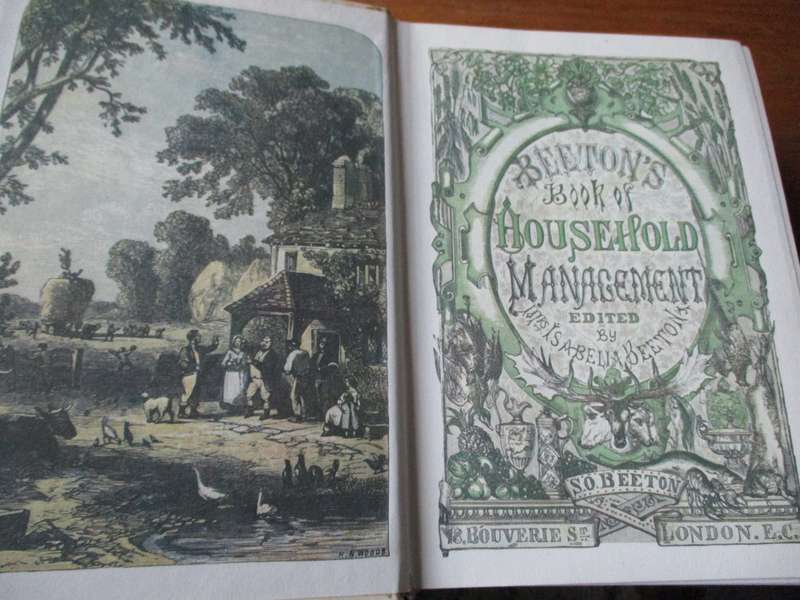 BEETON'S
BOOK OF
HOUSEHOLD
MANAGEMENT
EDITED
BY
MRS ISABELLA BEETON
S.O. BEETON
18, BOUVERIE ST.
LONDON. E.C.